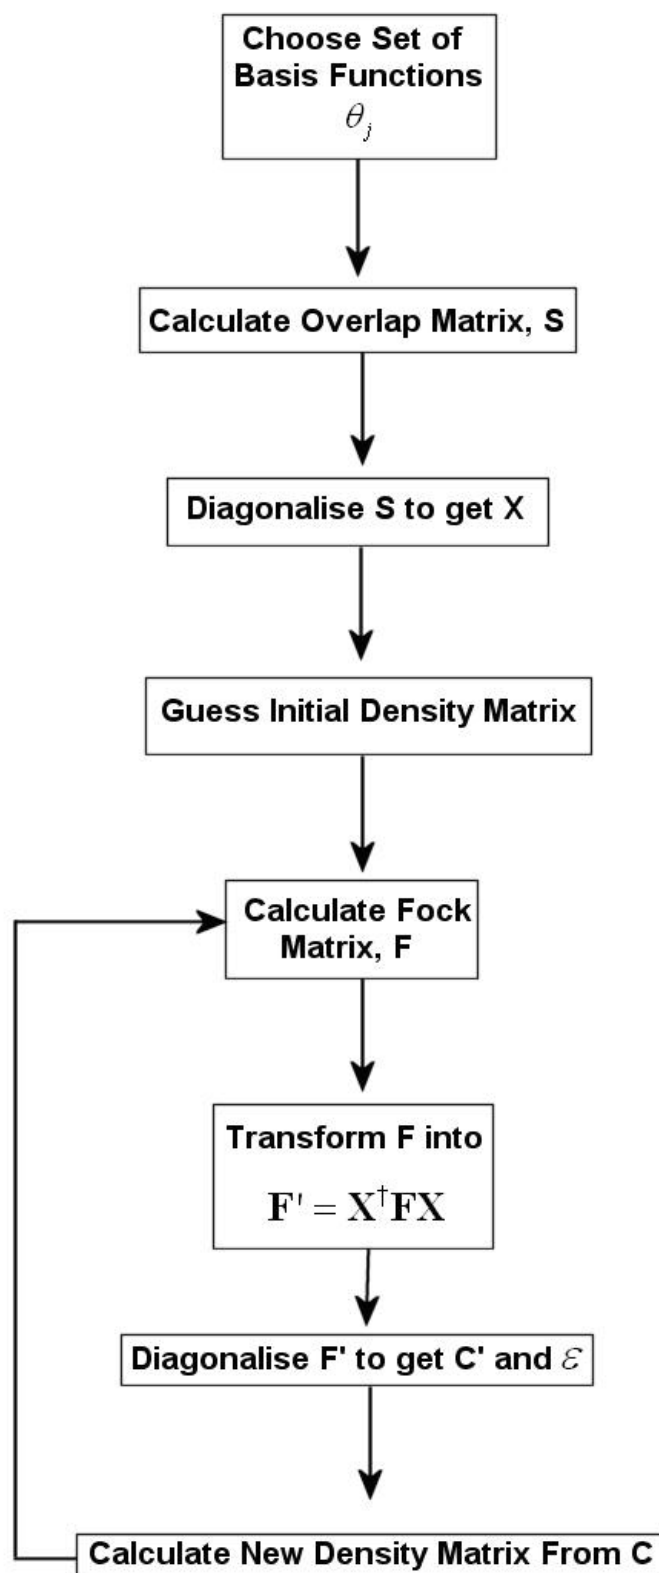 Choose Set of
Basis Functions
θ_j
Calculate Overlap Matrix, S
Diagonalise S to get X
Guess Initial Density Matrix
Calculate Fock
Matrix, F
Transform F into
F' = X†FX
Diagonalise F' to get C' and ε
Calculate New Density Matrix From C